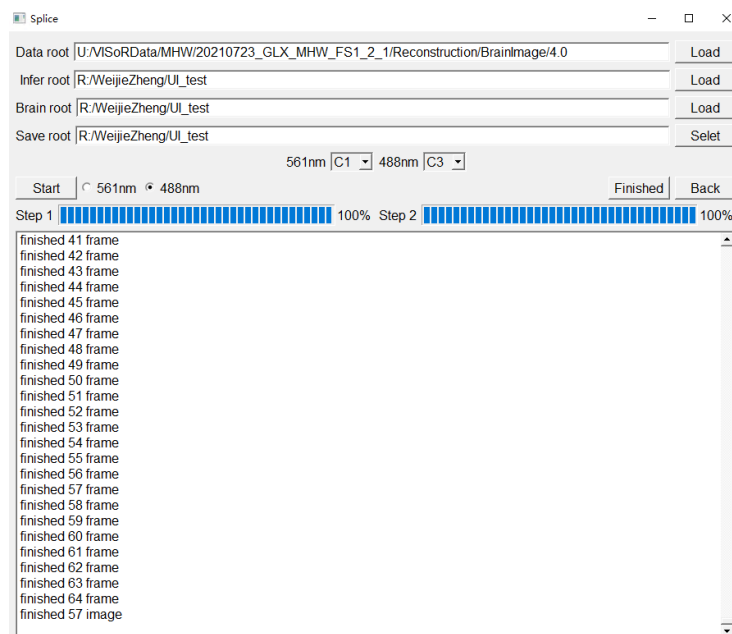 Splice
Data root U:/VISoRData/MHW/20210723_GLX_MHW_FS1_2_1/Reconstruction/BrainImage/4.0 Load
Infer root R:/WeijieZheng/UI_test Load
Brain root R:/WeijieZheng/UI_test Load
Save root R:/WeijieZheng/UI_test Selet
561nm C1 488nm C3
Start 561nm 488nm Finished Back
Step 1 100% Step 2 100%
finished 41 frame
finished 42 frame
finished 43 frame
finished 44 frame
finished 45 frame
finished 46 frame
finished 47 frame
finished 48 frame
finished 49 frame
finished 50 frame
finished 51 frame
finished 52 frame
finished 53 frame
finished 54 frame
finished 55 frame
finished 56 frame
finished 57 frame
finished 58 frame
finished 59 frame
finished 60 frame
finished 61 frame
finished 62 frame
finished 63 frame
finished 64 frame
finished 57 image